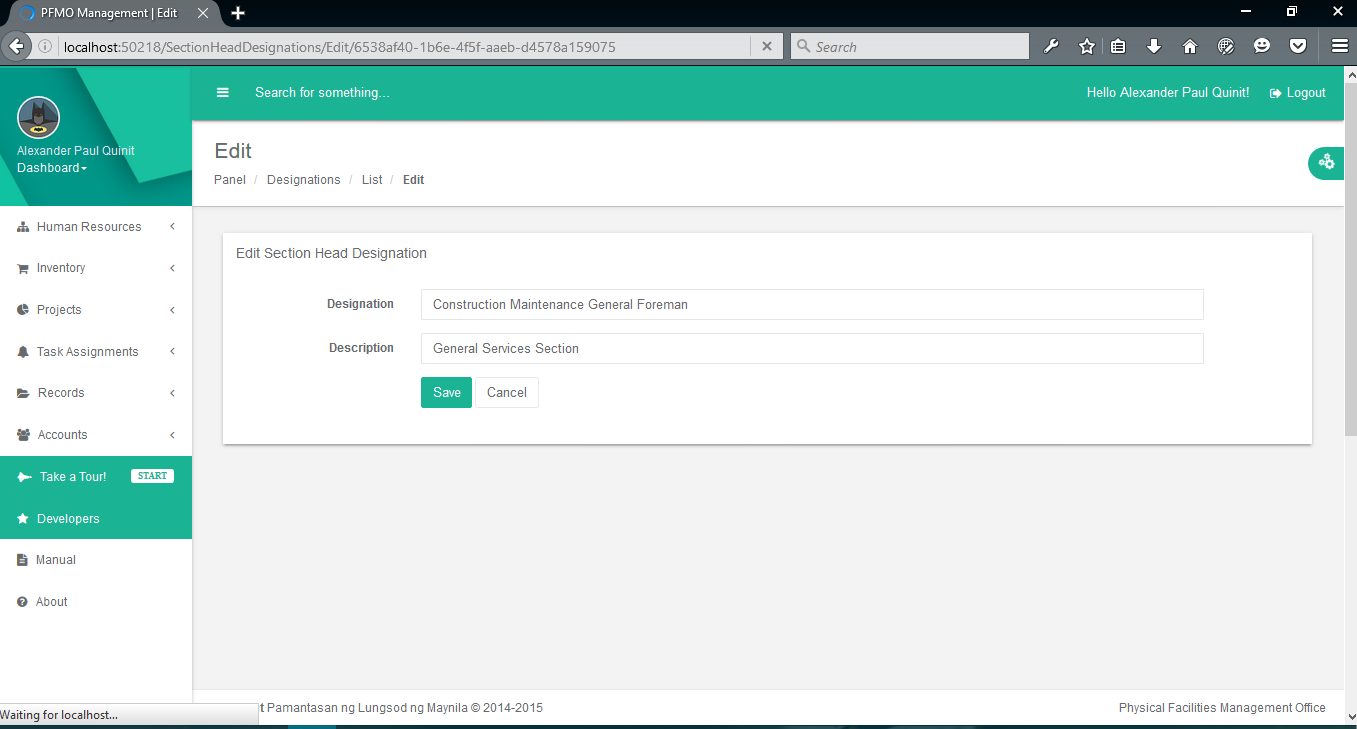 PFMO Management | Edit
localhost:50218/SectionHeadDesignations/Edit/6538af40-1b6e-4f5f-aaeb-d4578a159075
Search
Alexander Paul Quinit
Dashboard
Search for something...
Hello Alexander Paul Quinit!
Logout
Edit
Panel / Designations / List / Edit
Human Resources
Inventory
Projects
Task Assignments
Records
Accounts
Take a Tour! START
Developers
Manual
About
Edit Section Head Designation
Designation Construction Maintenance General Foreman
Description General Services Section
Save Cancel
Waiting for localhost...
t Pamantasan ng Lungsod ng Maynila © 2014-2015
Physical Facilities Management Office